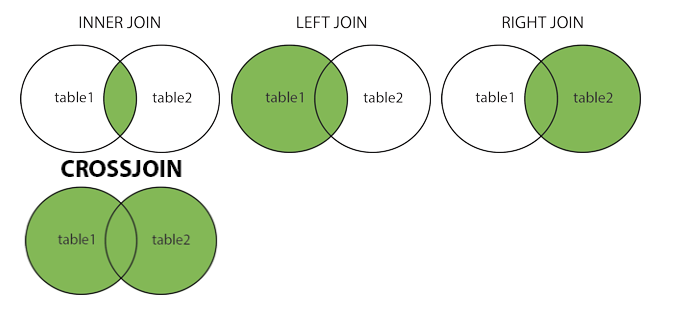 INNER JOIN
LEFT JOIN
RIGHT JOIN
table1 table2
table1 table2
table1 table2
CROSSJOIN
table1 table2